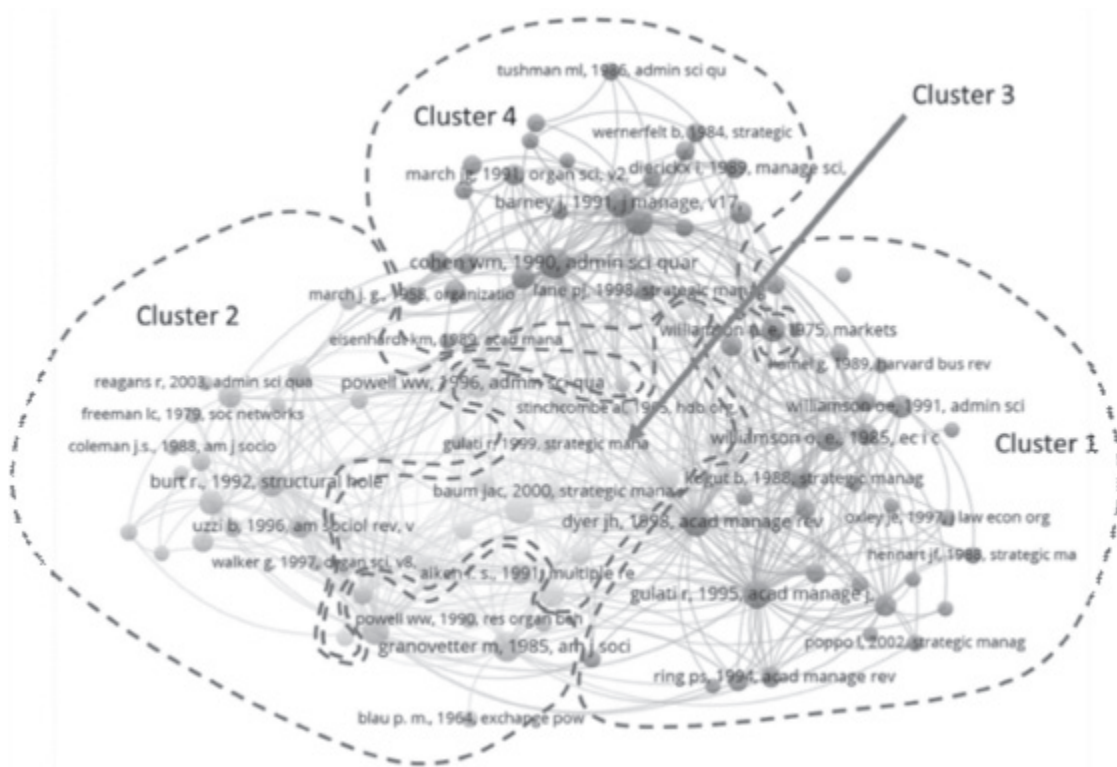 tushman ml, 1986, admin sci qu
Cluster 3
Cluster 4
wernerfelt b, 1984, strategic
march jg, 1991, organ sci, v2,
dierickx i, 1989, manage sci,
barney j, 1991, j manage, v17,
cohen wm, 1990, admin sci quar
march j. g., 1958, organizatio
lane pj, 1998, strategic manag
Cluster 2
williamson o. e., 1975, markets
eisenhardt km, 1989, acad mana
hamel g, 1989, harvard bus rev
reagans r, 2003, admin sci qua
powell ww, 1996, admin sci qua
freeman lc, 1979, soc networks
stinchcombe al, 1965, hdb org,
williamson oe, 1991, admin sci
coleman j.s., 1988, am j socio
gulati r, 1999, strategic mana
williamson o. e., 1985, ec i c
Cluster 1
burt r., 1992, structural hole
baum jac, 2000, strategic mana
kogut b, 1988, strategic manag
uzzi b, 1996, am sociol rev, v
dyer jh, 1998, acad manage rev
oxley je, 1997, j law econ org
walker g, 1997, organ sci, v8,
aiken l. s., 1991, multiple re
hennart jf, 1988, strategic ma
gulati r, 1995, acad manage j,
powell ww, 1990, res organ beh
granovetter m, 1985, am j soci
poppo l, 2002, strategic manag
ring ps, 1994, acad manage rev
blau p. m., 1964, exchange pow